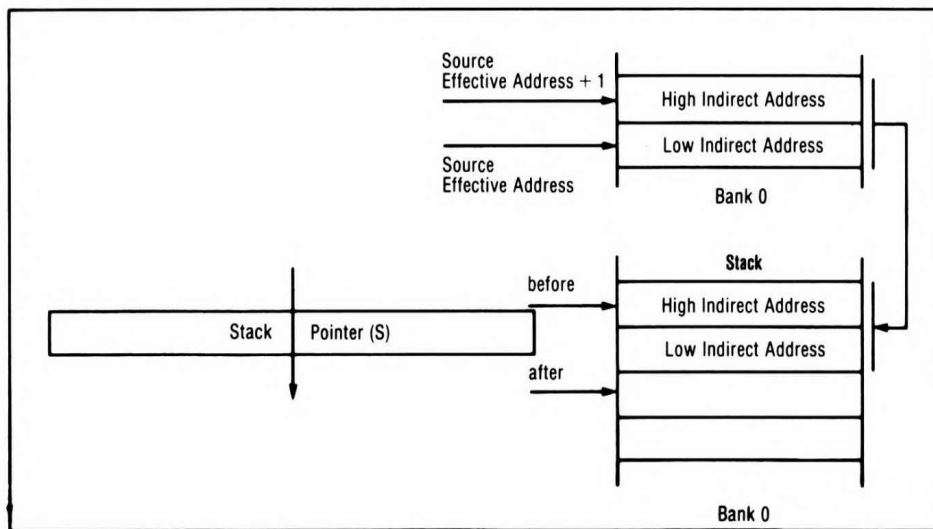 Source
Effective Address + 1
High Indirect Address
Low Indirect Address
Source
Effective Address
Bank 0
Stack
before
High Indirect Address
Stack Pointer (S)
Low Indirect Address
after
Bank 0